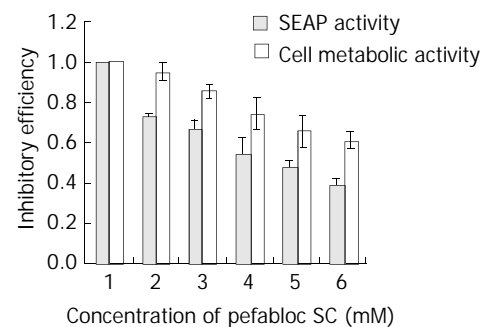 SEAP activity
Cell metabolic activity
Inhibitory efficiency
1.2
1.0
0.8
0.6
0.4
0.2
0.0
1 2 3 4 5 6
Concentration of pefabloc SC (mM)